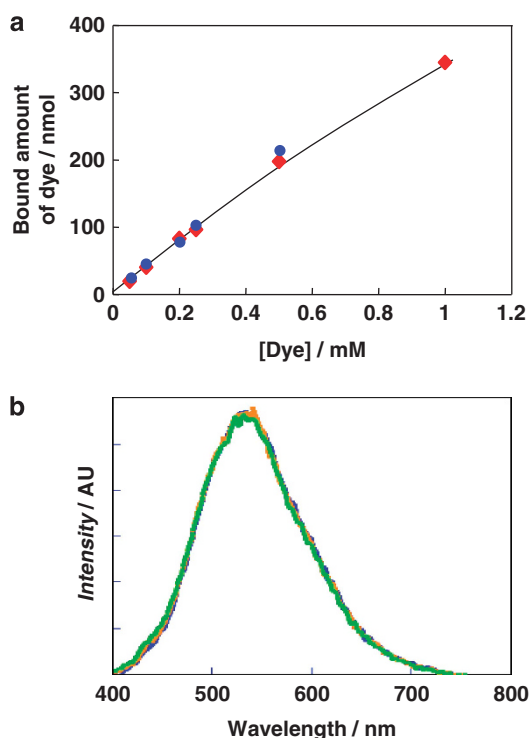 a
400
300
200
100
0
Bound amount
of dye / nmol
0 0.2 0.4 0.6 0.8 1 1.2
[Dye] / mM
b
Intensity / AU
400 500 600 700 800
Wavelength / nm